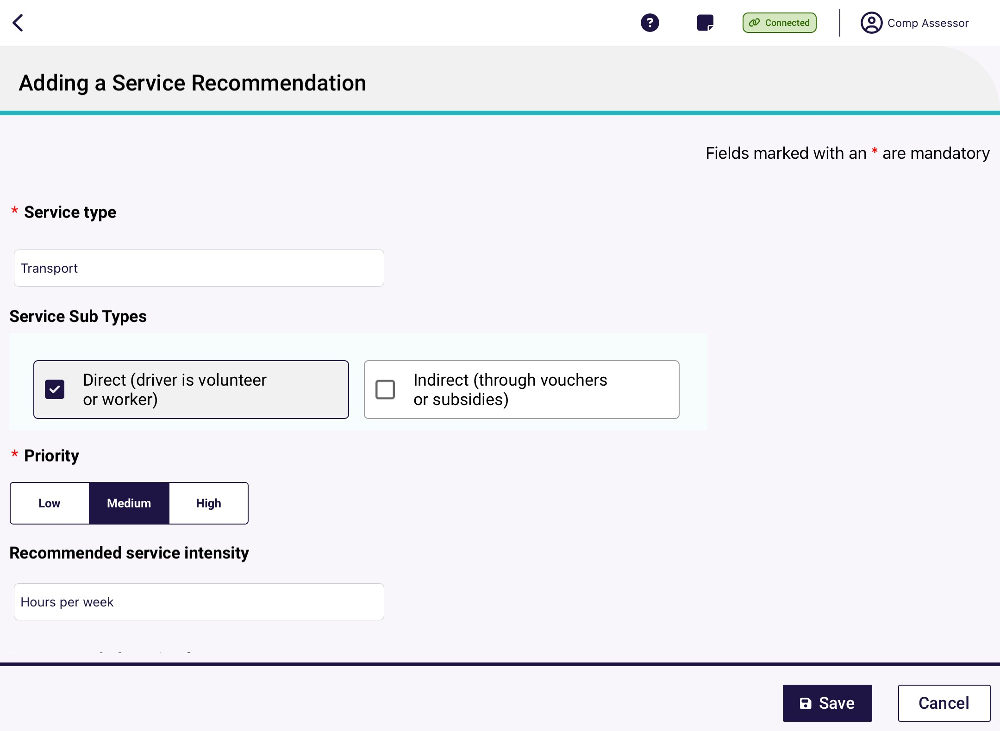 ?
Connected
Comp Assessor
Adding a Service Recommendation
Fields marked with an * are mandatory
* Service type
Transport
Service Sub Types
Direct (driver is volunteer
or worker)
Indirect (through vouchers
or subsidies)
* Priority
Low
Medium
High
Recommended service intensity
Hours per week
Save
Cancel